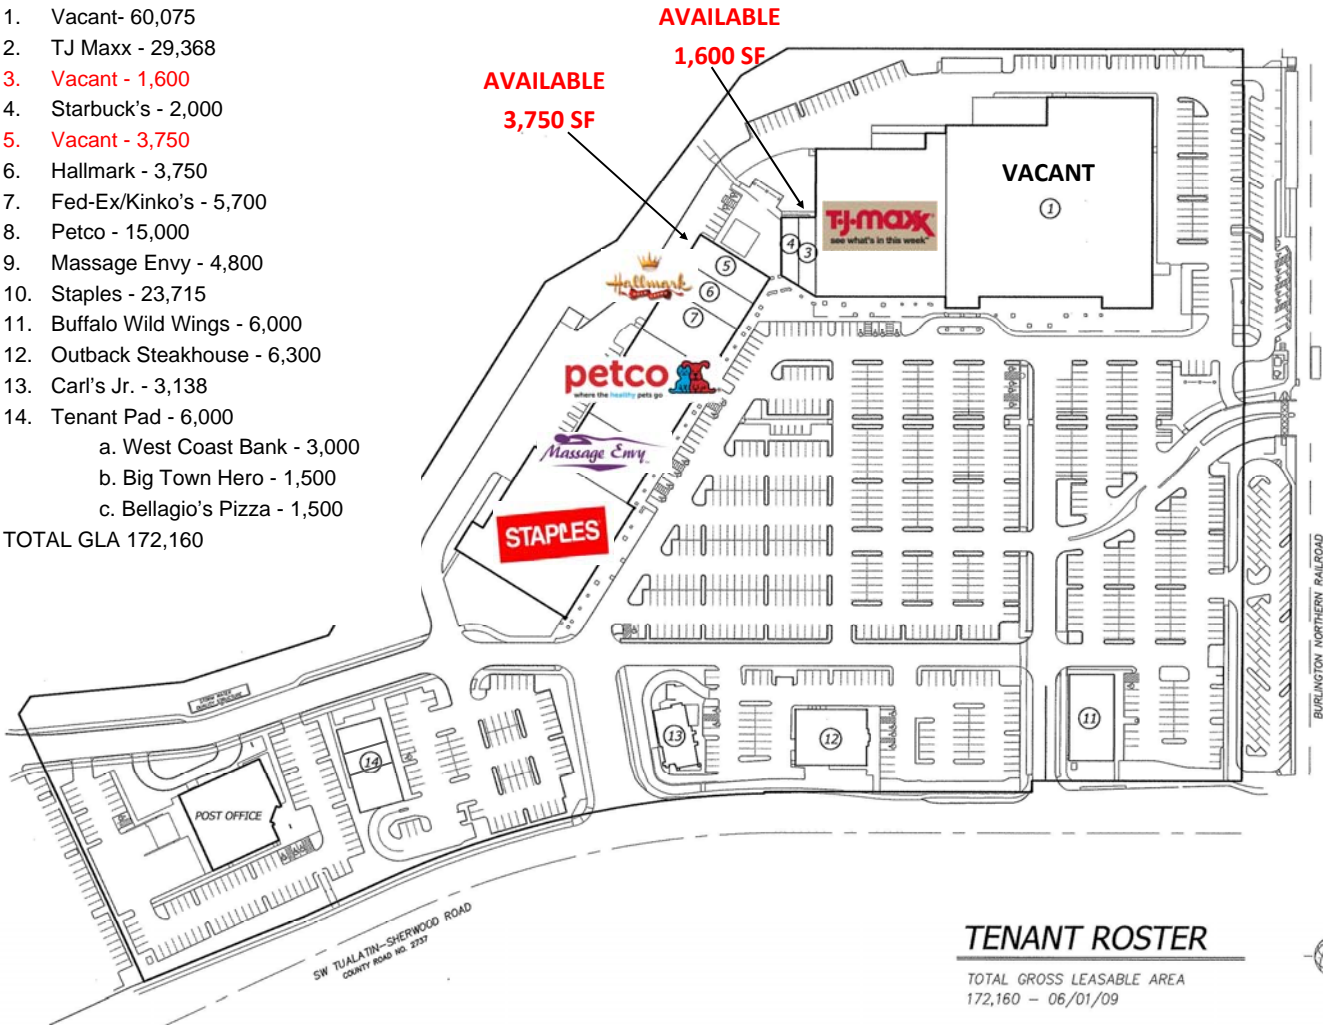 1. Vacant- 60,075
2. TJ Maxx - 29,368
3. Vacant - 1,600
4. Starbuck's - 2,000
5. Vacant - 3,750
6. Hallmark - 3,750
7. Fed-Ex/Kinko's - 5,700
8. Petco - 15,000
9. Massage Envy - 4,800
10. Staples - 23,715
11. Buffalo Wild Wings - 6,000
12. Outback Steakhouse - 6,300
13. Carl's Jr. - 3,138
14. Tenant Pad - 6,000
a. West Coast Bank - 3,000
b. Big Town Hero - 1,500
c. Bellagio's Pizza - 1,500
TOTAL GLA 172,160
AVAILABLE
1,600 SF
AVAILABLE
3,750 SF
VACANT
1
T·J·maxx
see what's in this week
4
3
5
6
7
Hallmark
petco
where the healthy pets go
Massage Envy
STAPLES
BURLINGTON NORTHERN RAILROAD
11
12
13
14
POST OFFICE
SW TUALATIN-SHERWOOD ROAD
COUNTY ROAD NO. 2737
TENANT ROSTER
TOTAL GROSS LEASABLE AREA
172,160 - 06/01/09